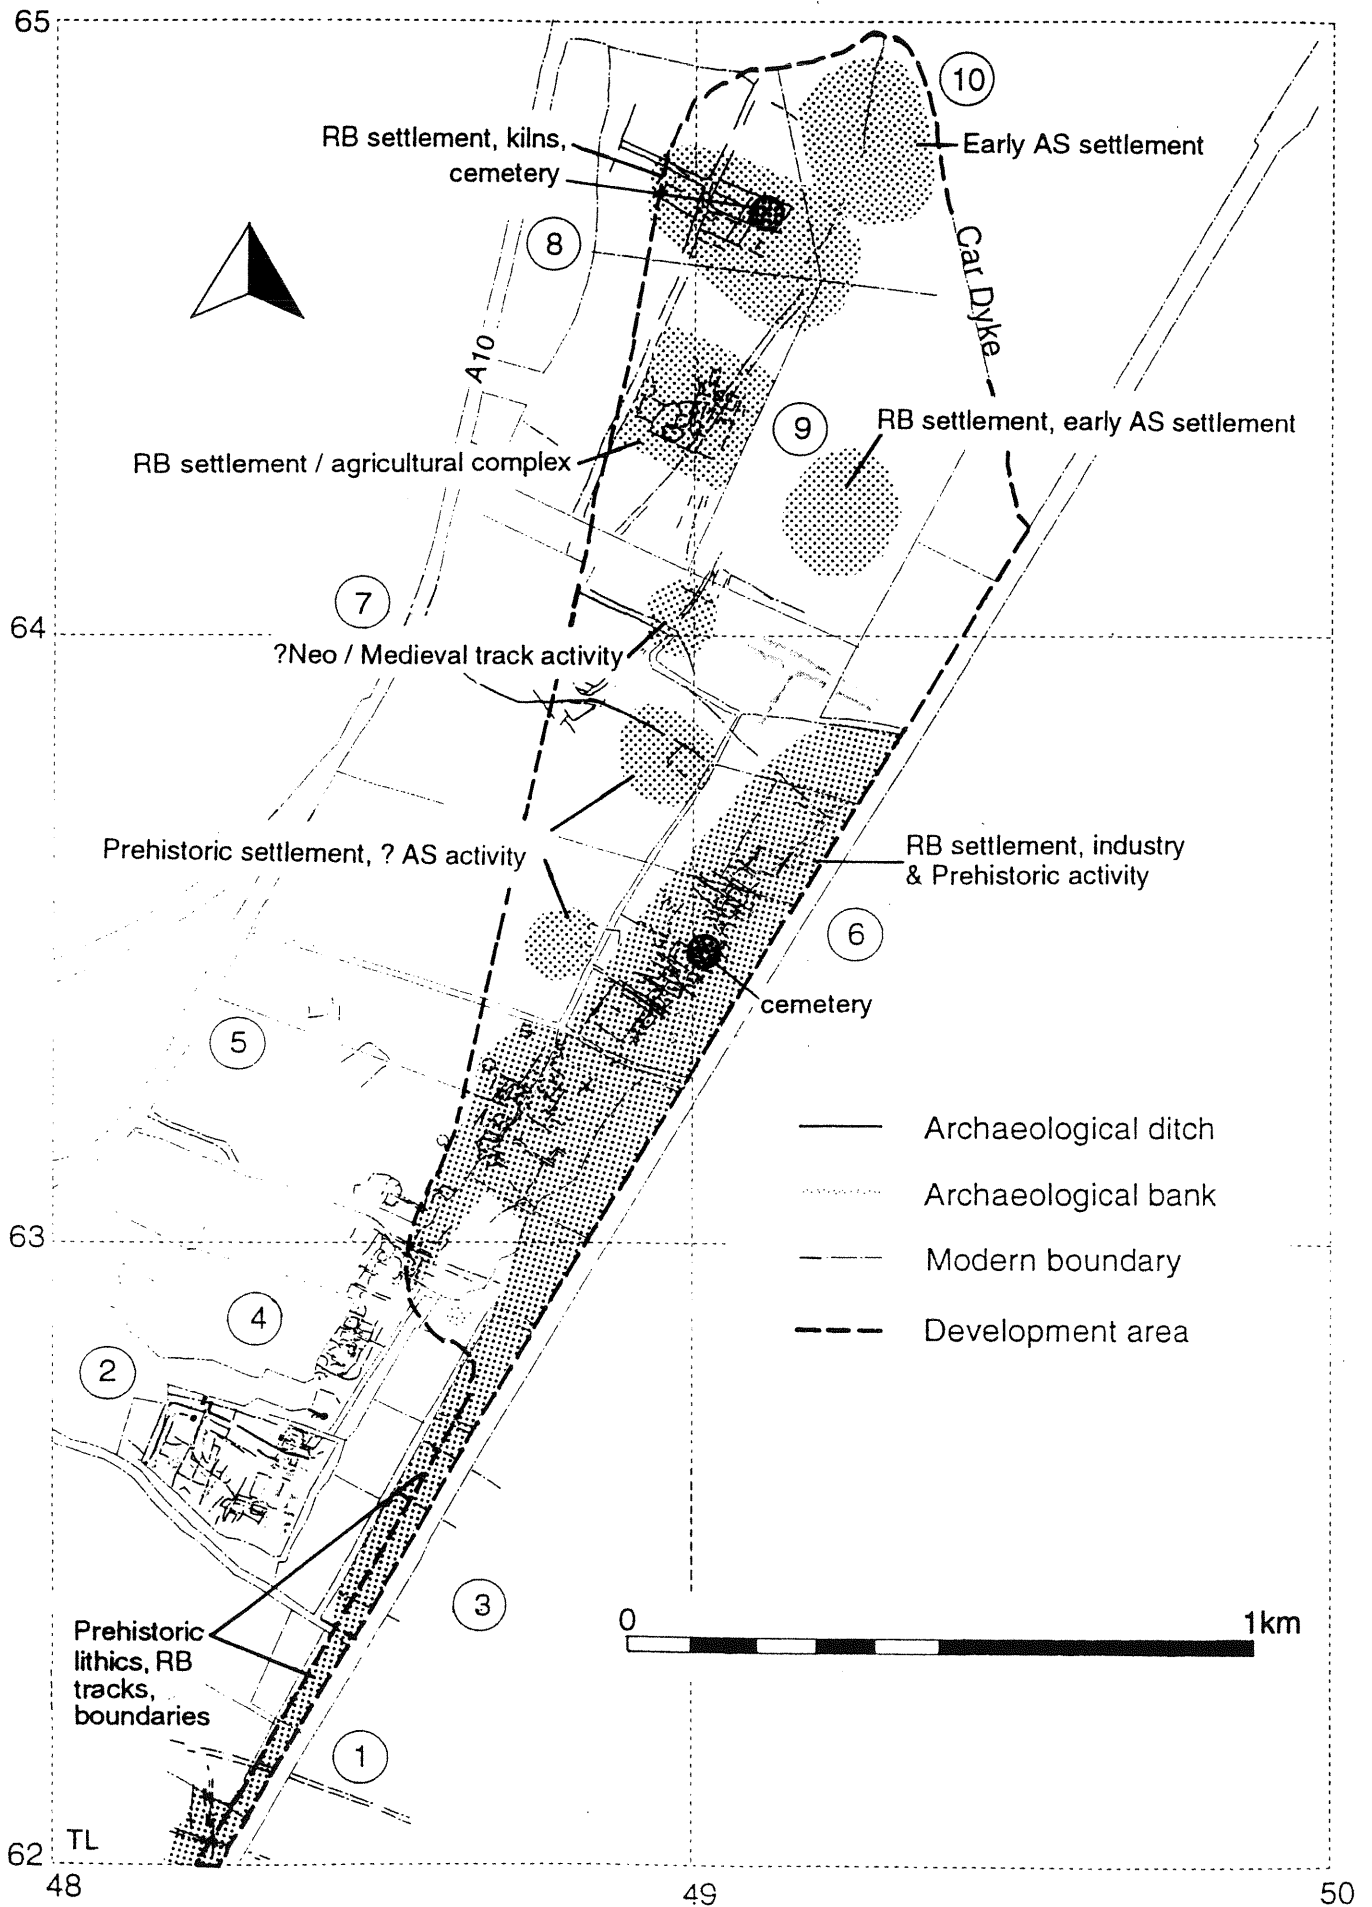 65
10
RB settlement, kilns,
cemetery
Early AS settlement
8
Car Dyke
A10
9
RB settlement, early AS settlement
RB settlement / agricultural complex
7
64
?Neo / Medieval track activity
Prehistoric settlement, ? AS activity
RB settlement, industry
& Prehistoric activity
6
cemetery
5
Archaeological ditch
Archaeological bank
63
Modern boundary
4
Development area
2
3
0
1km
Prehistoric
lithics, RB
tracks,
boundaries
1
TL
62
48
49
50